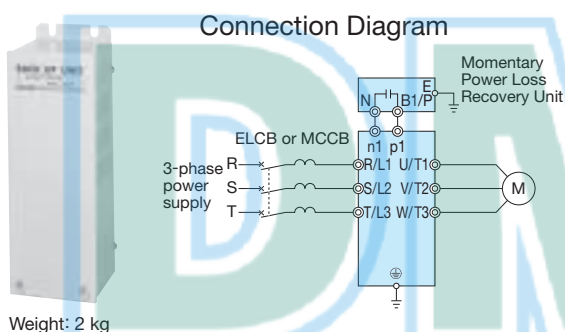 Connection Diagram
Momentary
Power Loss
Recovery Unit
E
N B1/P
n1 p1
ELCB or MCCB
3-phase
power
supply
R
S
T
R/L1 U/T1
S/L2 V/T2
T/L3 W/T3
M
Weight: 2 kg